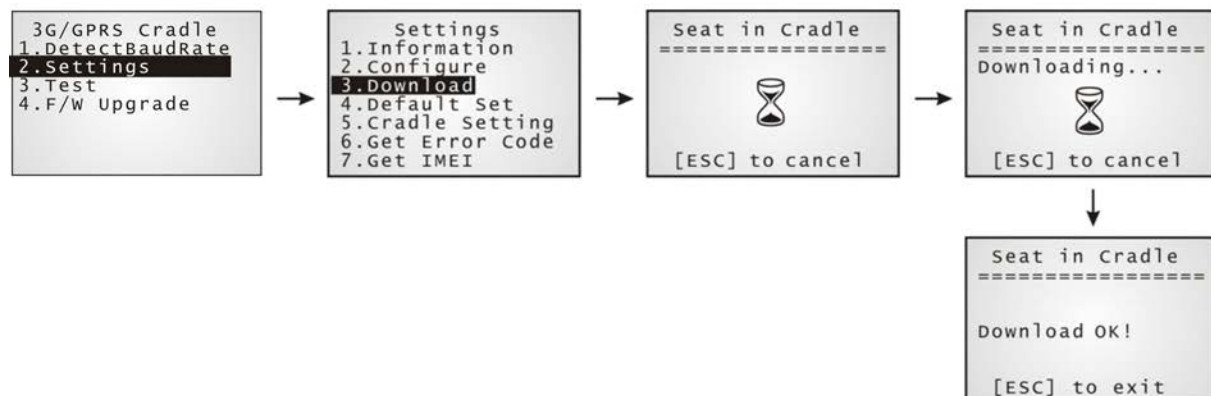 3G/GPRS Cradle
1.DetectBaudRate
2.Settings
3.Test
4.F/W Upgrade
Settings
1.Information
2.Configure
3.Download
4.Default Set
5.Cradle Setting
6.Get Error Code
7.Get IMEI
Seat in Cradle
=================
[ESC] to cancel
Seat in Cradle
=================
Downloading...
[ESC] to cancel
Seat in Cradle
=================
Download OK!
[ESC] to exit